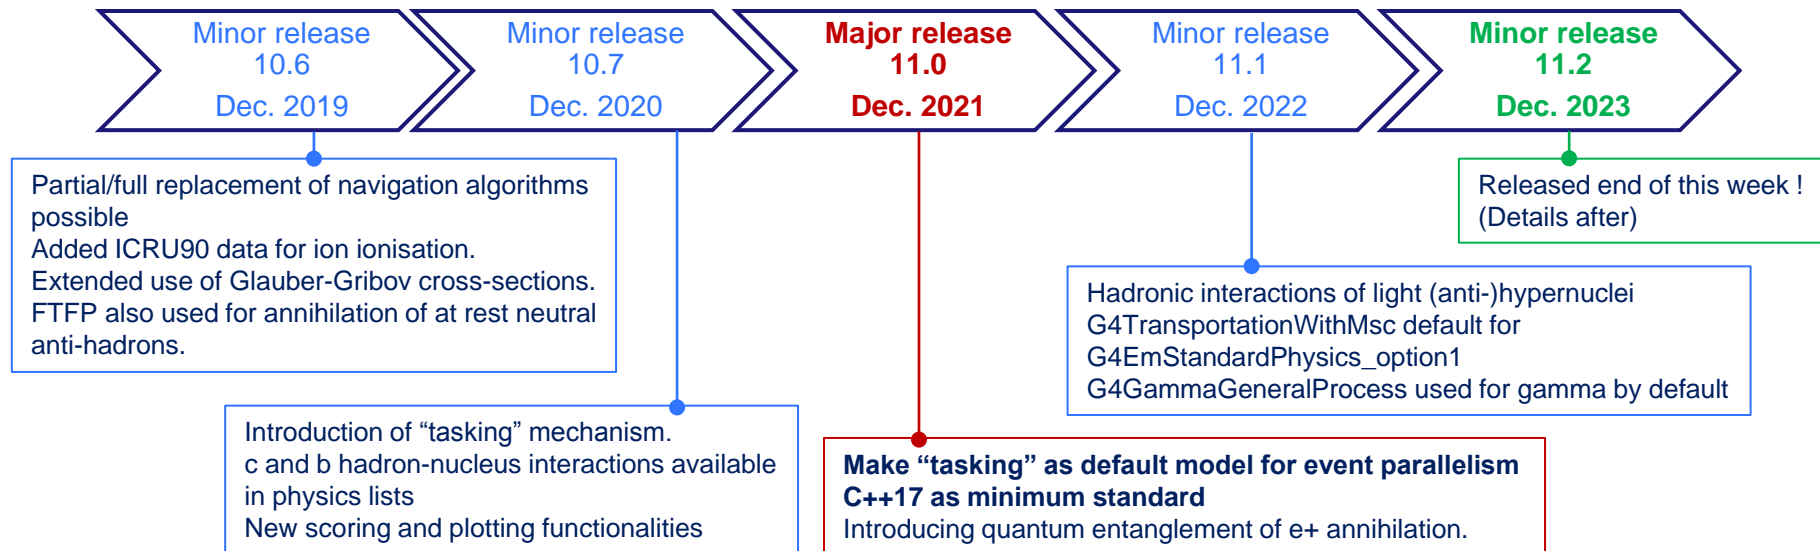 Minor release
10.6
Dec. 2019
Minor release
10.7
Dec. 2020
Major release
11.0
Dec. 2021
Minor release
11.1
Dec. 2022
Minor release
11.2
Dec. 2023
Partial/full replacement of navigation algorithms
possible
Added ICRU90 data for ion ionisation.
Extended use of Glauber-Gribov cross-sections.
FTFP also used for annihilation of at rest neutral
anti-hadrons.
Introduction of “tasking” mechanism.
c and b hadron-nucleus interactions available
in physics lists
New scoring and plotting functionalities
Make “tasking” as default model for event parallelism
C++17 as minimum standard
Introducing quantum entanglement of e+ annihilation.
Hadronic interactions of light (anti-)hypernuclei
G4TransportationWithMsc default for
G4EmStandardPhysics_option1
G4GammaGeneralProcess used for gamma by default
Released end of this week !
(Details after)